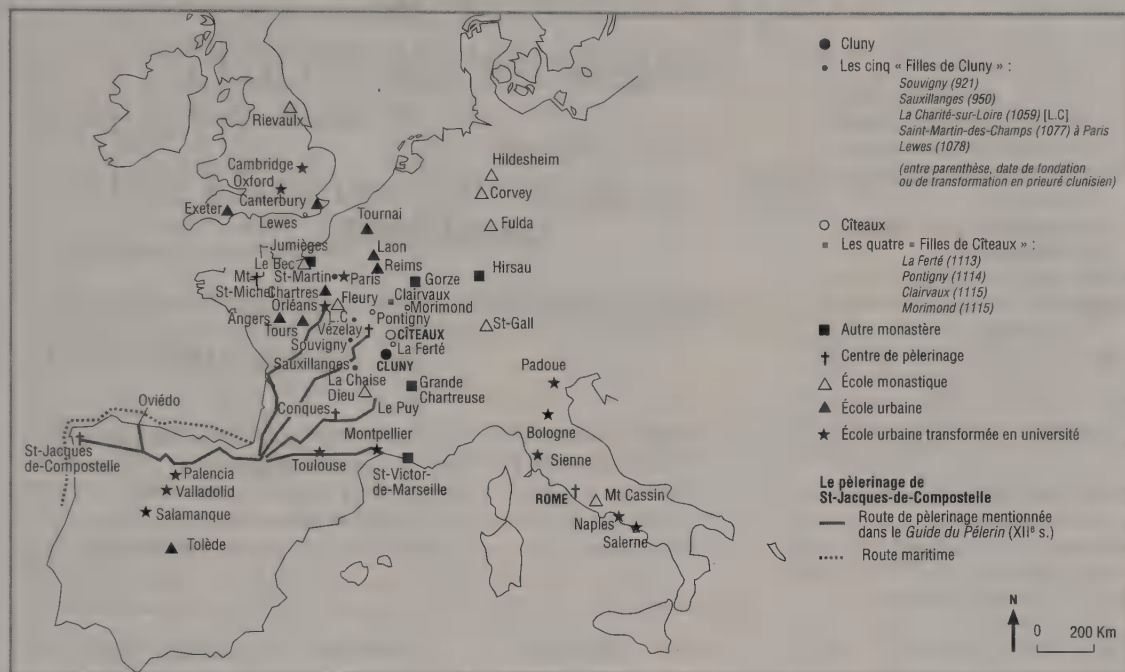 Rievaulx
Cambridge
Oxford
Canterbury
Exeter
Lewes
Hildesheim
Corvey
Fulda
Tournai
Laon
Reims
Jumièges
Le Bec
Mt
St-Michel
St-Martin
Paris
Gorze
Hirsau
Chartres
Orléans
Fleury
Clairvaux
Morimond
Angers
Tours
L.C
Pontigny
Vézelay
CÎTEAUX
St-Gall
Souvigny
La Ferté
CLUNY
Sauxillanges
La Chaise
Dieu
Grande
Chartreuse
Padoue
Oviédo
Conques
Le Puy
Bologne
St-Jacques
de-Compostelle
Montpellier
Toulouse
St-Victor-
de-Marseille
Sienne
Palencia
Valladolid
Salamanque
Tolède
ROME
Mt Cassin
Naples
Salerne
Cluny
Les cinq « Filles de Cluny » :
Souvigny (921)
Sauxillanges (950)
La Charité-sur-Loire (1059) [L.C]
Saint-Martin-des-Champs (1077) à Paris
Lewes (1078)
(entre parenthèse, date de fondation
ou de transformation en prieuré clunisien)
Cîteaux
Les quatre « Filles de Cîteaux » :
La Ferté (1113)
Pontigny (1114)
Clairvaux (1115)
Morimond (1115)
Autre monastère
Centre de pèlerinage
École monastique
École urbaine
École urbaine transformée en université
Le pèlerinage de
St-Jacques-de-Compostelle
Route de pèlerinage mentionnée
dans le Guide du Pélerin (XIIe s.)
Route maritime
N
0 200 Km